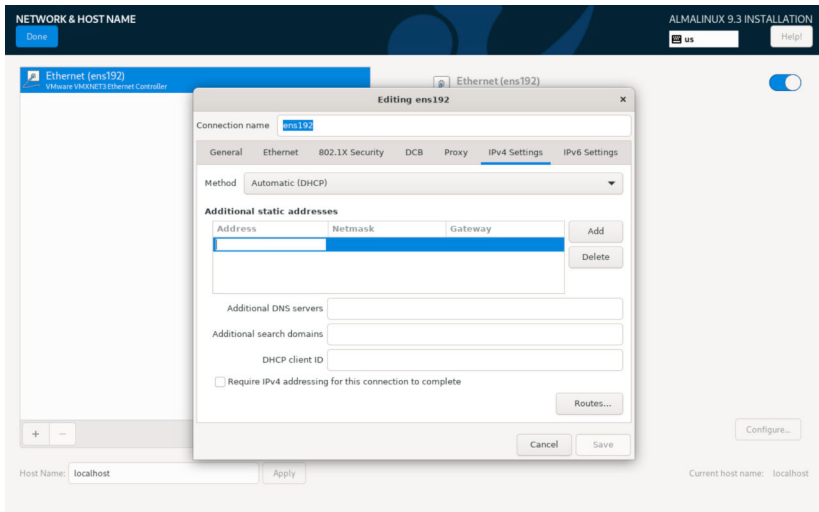 NETWORK & HOST NAME
ALMALINUX 9.3 INSTALLATION
Done
us
Help!
Ethernet (ens192)
VMware VMXNET3 Ethernet Controller
Ethernet (ens192)
Editing ens192
Connection name ens192
General Ethernet 802.1X Security DCB Proxy IPv4 Settings IPv6 Settings
Method Automatic (DHCP)
Additional static addresses
Address Netmask Gateway
Add
Delete
Additional DNS servers
Additional search domains
DHCP client ID
Require IPv4 addressing for this connection to complete
Routes...
Cancel Save
+ −
Configure...
Host Name: localhost Apply
Current host name: localhost